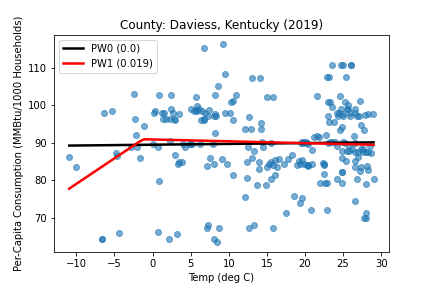 County: Daviess, Kentucky (2019)
PW0 (0.0)
PW1 (0.019)
Per-Capita Consumption (MMBtu/1000 Households)
110
100
90
80
70
−10 −5 0 5 10 15 20 25 30
Temp (deg C)